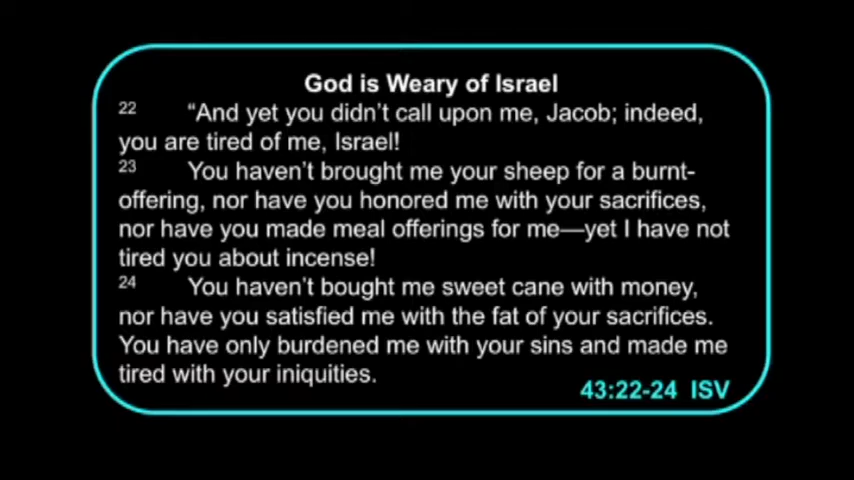 God is Weary of Israel
22 “And yet you didn’t call upon me, Jacob; indeed,
you are tired of me, Israel!
23 You haven’t brought me your sheep for a burnt-
offering, nor have you honored me with your sacrifices,
nor have you made meal offerings for me—yet I have not
tired you about incense!
24 You haven’t bought me sweet cane with money,
nor have you satisfied me with the fat of your sacrifices.
You have only burdened me with your sins and made me
tired with your iniquities.
43:22-24 ISV